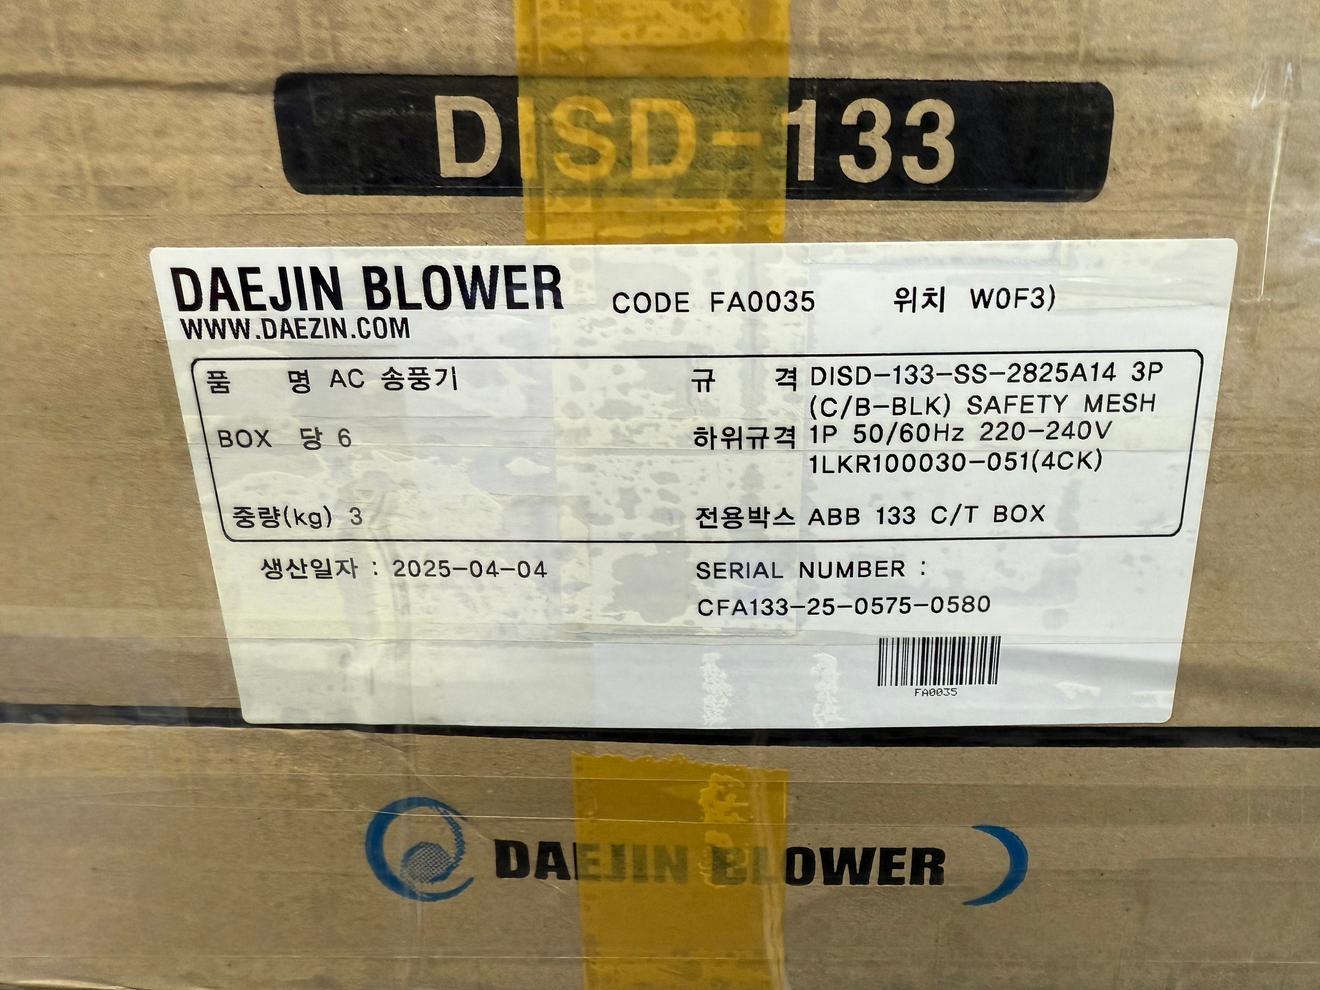 DISD-133
DAEJIN BLOWER
WWW.DAEZIN.COM
CODE FA0035 위치 W0F3)
품 명 AC 송풍기
규 격 DISD-133-SS-2825A14 3P
(C/B-BLK) SAFETY MESH
BOX 당 6
하위규격 1P 50/60Hz 220-240V
1LKR100030-051(4CK)
중량(kg) 3
전용박스 ABB 133 C/T BOX
생산일자 : 2025-04-04
SERIAL NUMBER :
CFA133-25-0575-0580
FA0035
DAEJIN BLOWER